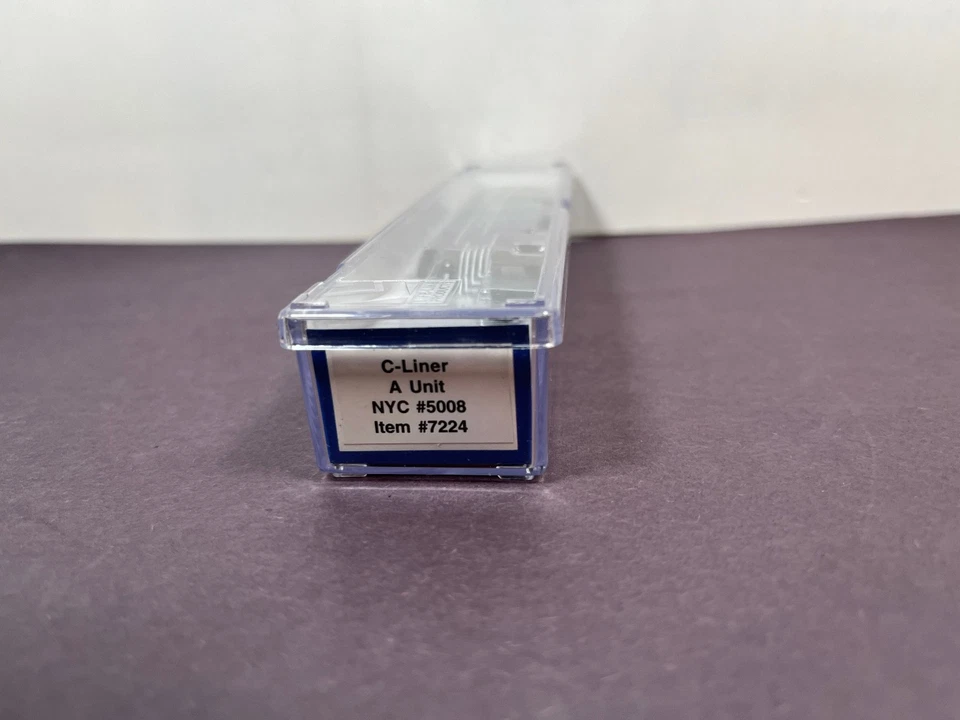 C-Liner
A Unit
NYC #5008
Item #7224